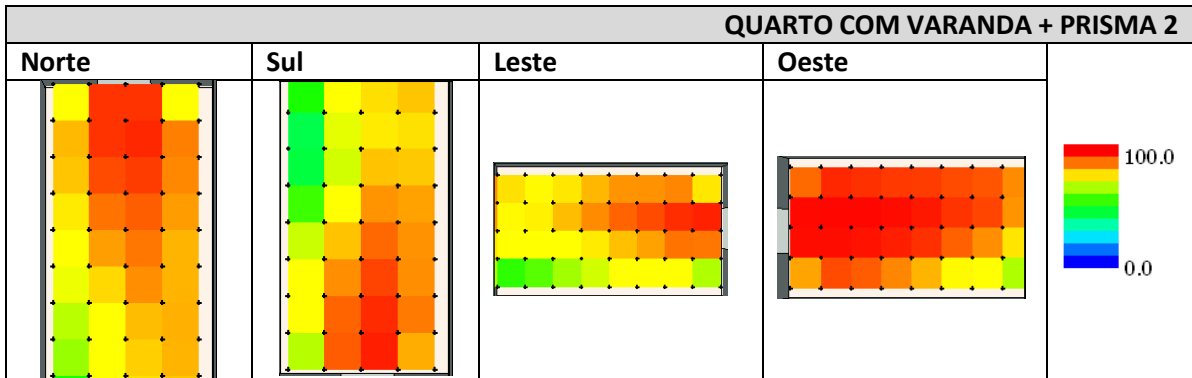 QUARTO COM VARANDA + PRISMA 2
Norte
Sul
Leste
Oeste
100.0
0.0